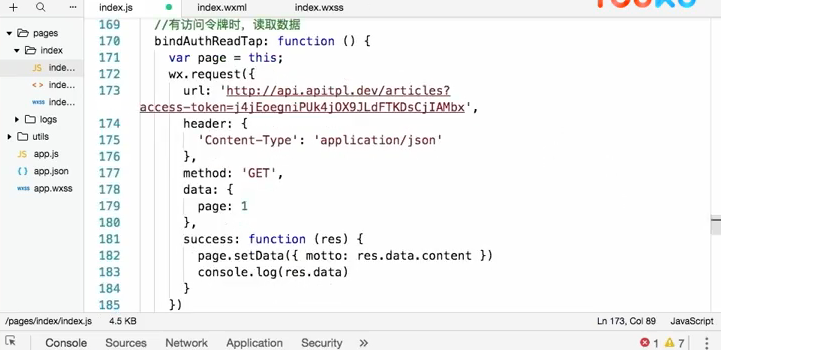 index.js
index.wxml
index.wxss
pages
index
JS inde...
< > inde...
wxss inde...
logs
utils
JS app.js
{ } app.json
wxss app.wxss
169 //有访问令牌时，读取数据
170 bindAuthReadTap: function () {
171 var page = this;
172 wx.request({
173 url: 'http://api.apitpl.dev/articles?
access-token=j4jEoegniPUk4jOX9JLdFTKDsCjIAMbx',
174 header: {
175 'Content-Type': 'application/json'
176 },
177 method: 'GET',
178 data: {
179 page: 1
180 },
181 success: function (res) {
182 page.setData({ motto: res.data.content })
183 console.log(res.data)
184 }
185 })
/pages/index/index.js 4.5 KB Ln 173, Col 89 JavaScript
Console Sources Network Application Security » 1 7